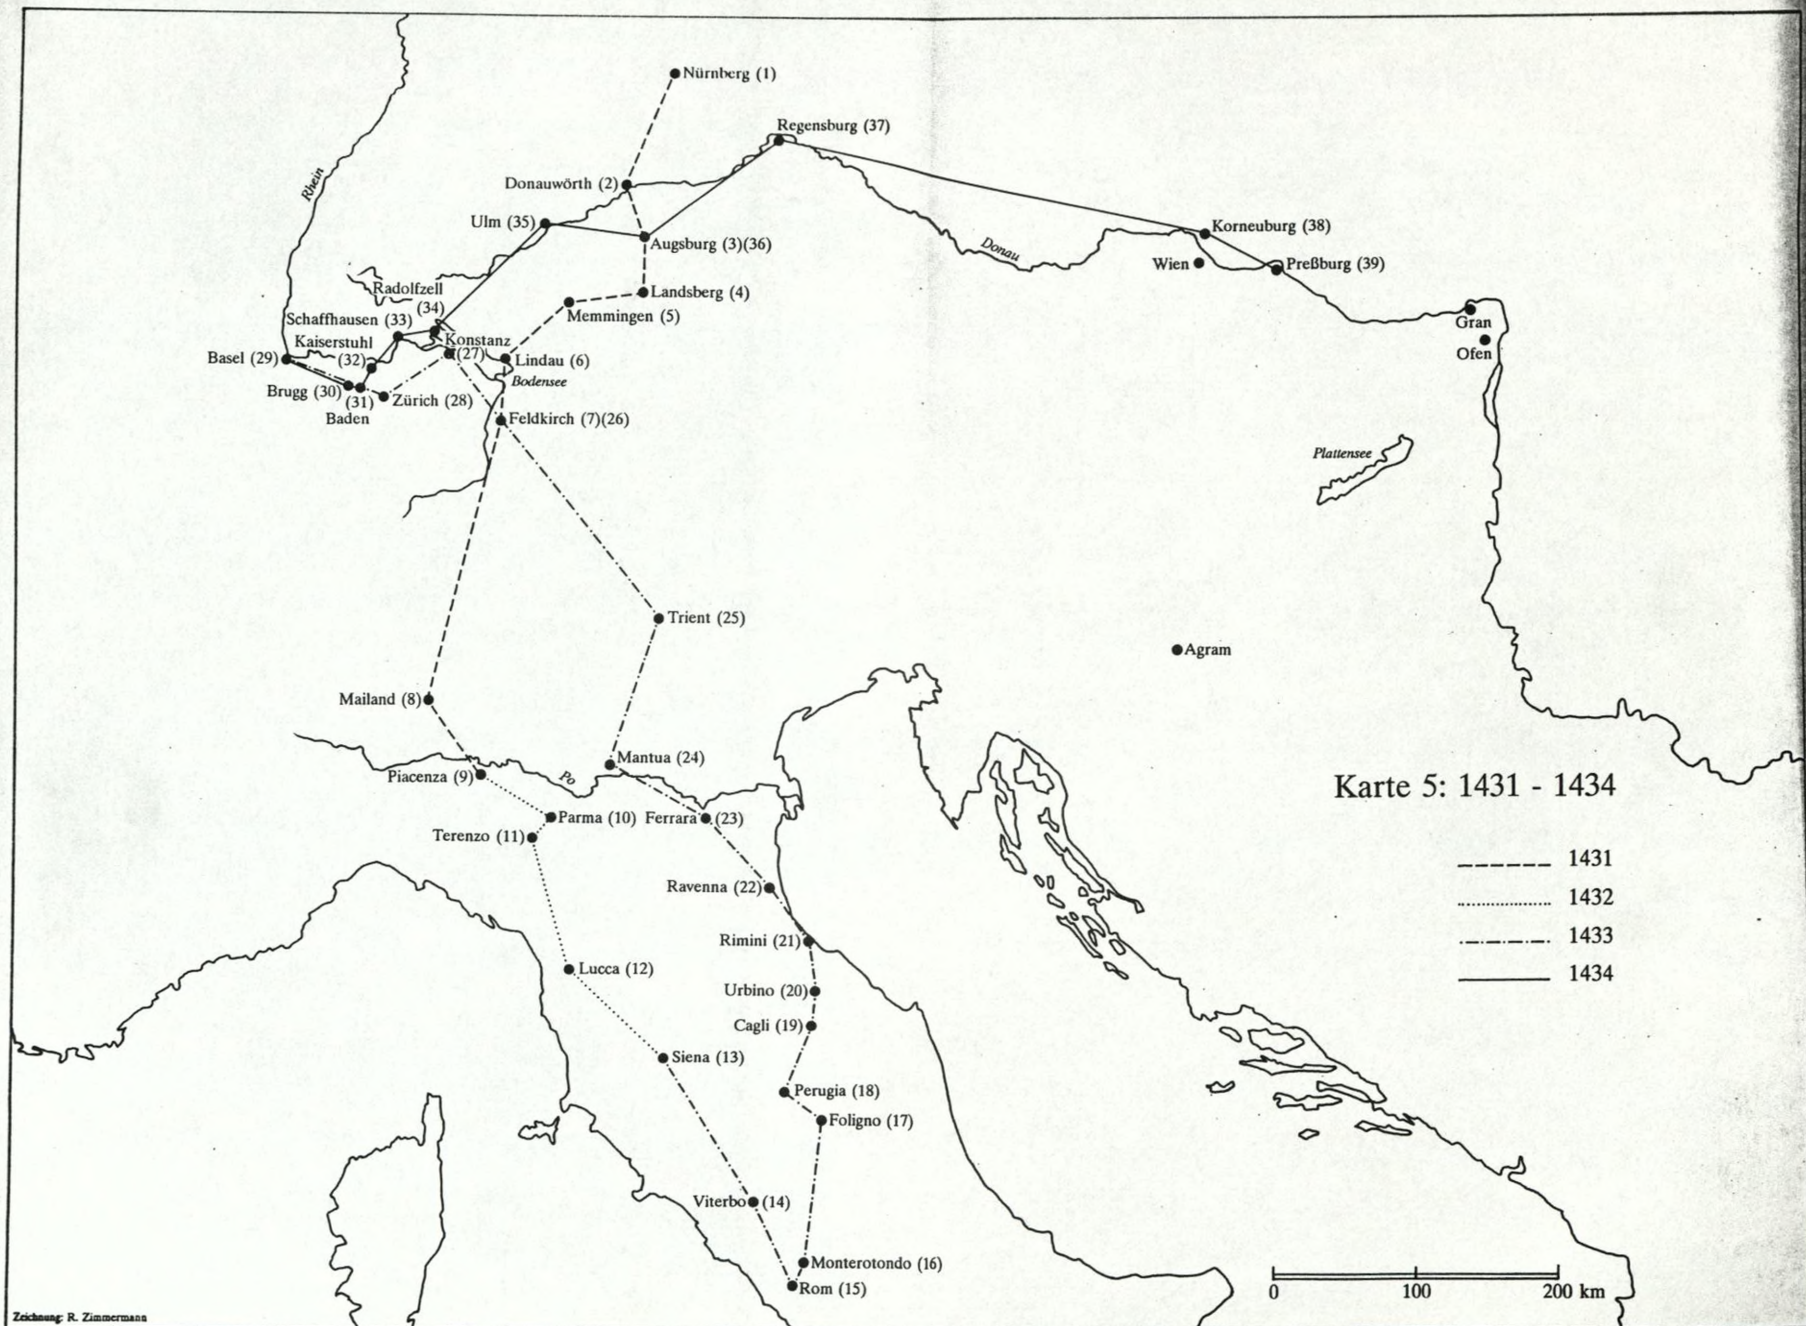 Nürnberg (1)
Regensburg (37)
Rhein
Donauwörth (2)
Ulm (35)
Augsburg (3)(36)
Korneuburg (38)
Donau
Wien
Preßburg (39)
Radolfzell
(34)
Landsberg (4)
Memmingen (5)
Schaffhausen (33)
Gran
Kaiserstuhl
(32)
Konstanz
(27)
Ofen
Basel (29)
Lindau (6)
Bodensee
Brugg (30)
(31)
Baden
Zürich (28)
Feldkirch (7)(26)
Plattensee
Trient (25)
Agram
Mailand (8)
Mantua (24)
Piacenza (9)
Po
Karte 5: 1431 - 1434
Parma (10)
Ferrara (23)
Terenzo (11)
1431
1432
1433
1434
Ravenna (22)
Rimini (21)
Lucca (12)
Urbino (20)
Cagli (19)
Siena (13)
Perugia (18)
Foligno (17)
Viterbo (14)
Monterotondo (16)
Rom (15)
0 100 200 km
Zeichnung: R. Zimmermann